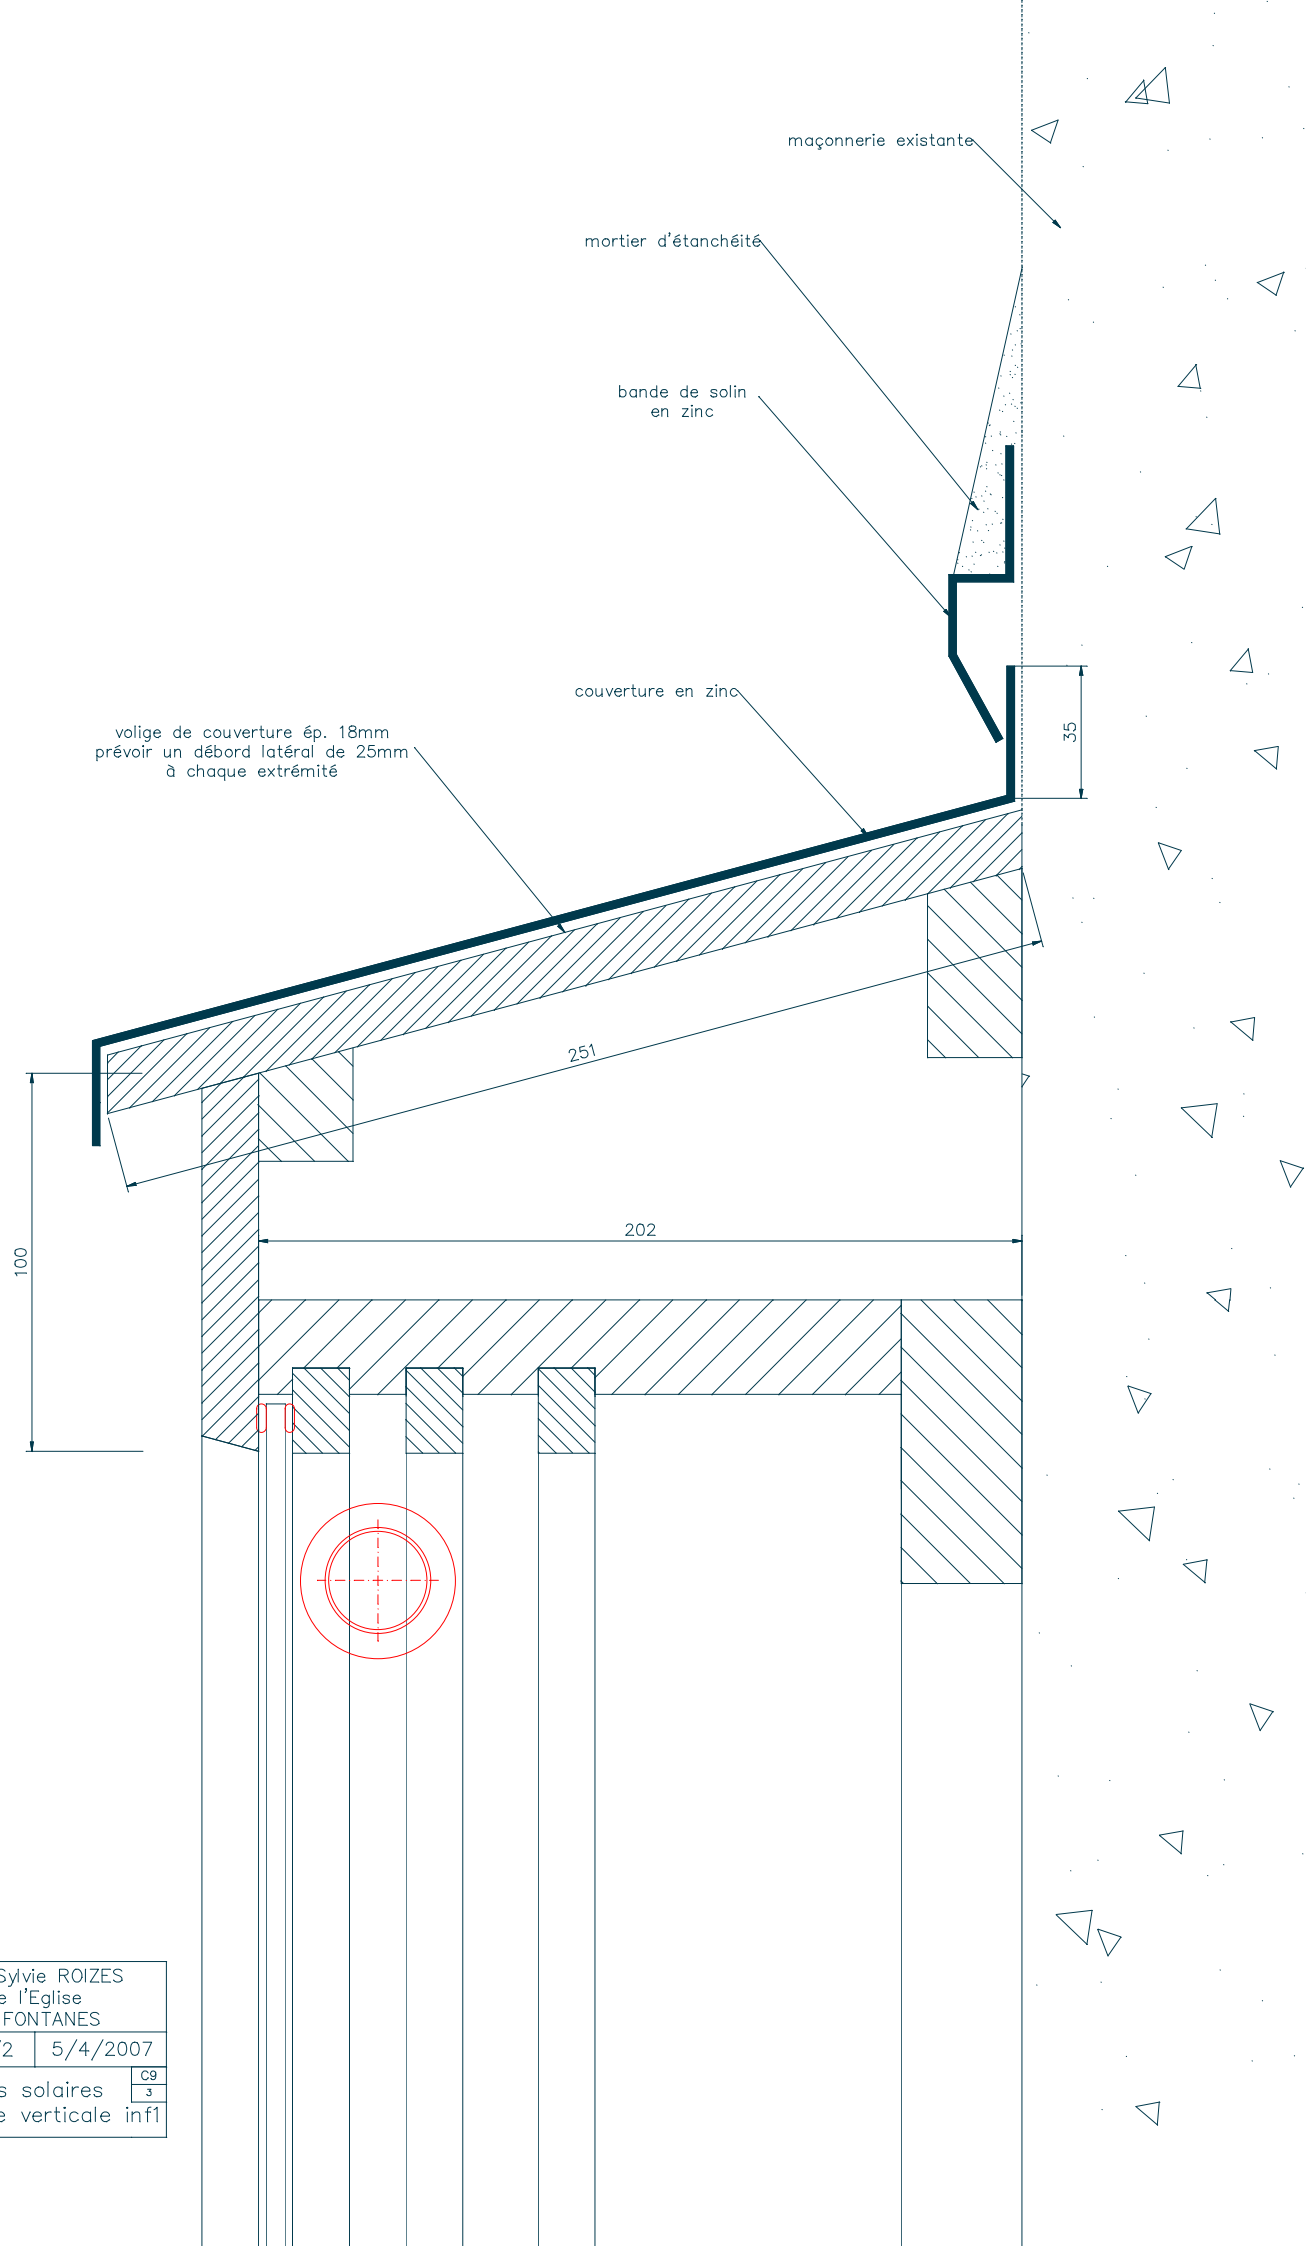 maçonnerie existante
mortier d'étanchéité
bande de solin
en zinc
couverture en zinc
35
volige de couverture ép. 18mm
prévoir un débord latéral de 25mm
à chaque extrémité
251
202
100
Sylvie ROIZES
e l'Eglise
FONTANES
/2
5/4/2007
C9
3
s solaires
e verticale inf1